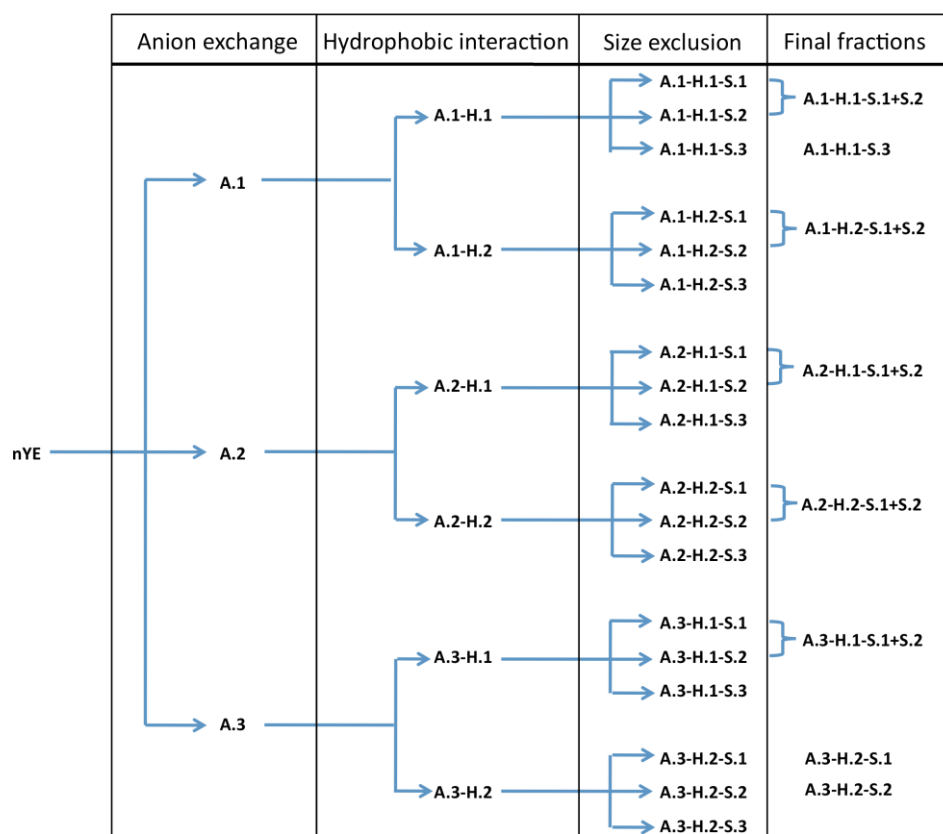 Anion exchange
Hydrophobic interaction
Size exclusion
Final fractions
nYE
A.1
A.2
A.3
A.1-H.1
A.1-H.2
A.2-H.1
A.2-H.2
A.3-H.1
A.3-H.2
A.1-H.1-S.1
A.1-H.1-S.2
A.1-H.1-S.3
A.1-H.2-S.1
A.1-H.2-S.2
A.1-H.2-S.3
A.2-H.1-S.1
A.2-H.1-S.2
A.2-H.1-S.3
A.2-H.2-S.1
A.2-H.2-S.2
A.2-H.2-S.3
A.3-H.1-S.1
A.3-H.1-S.2
A.3-H.1-S.3
A.3-H.2-S.1
A.3-H.2-S.2
A.3-H.2-S.3
A.1-H.1-S.1+S.2
A.1-H.1-S.3
A.1-H.2-S.1+S.2
A.2-H.1-S.1+S.2
A.2-H.2-S.1+S.2
A.3-H.1-S.1+S.2
A.3-H.2-S.1
A.3-H.2-S.2